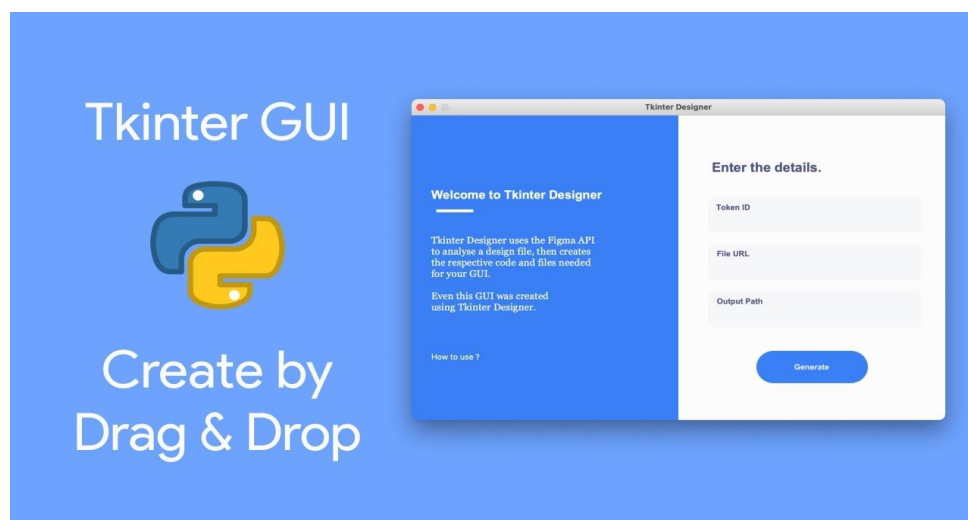 Tkinter GUI
Create by
Drag & Drop
Tkinter Designer
Welcome to Tkinter Designer
Tkinter Designer uses the Figma API
to analyse a design file, then creates
the respective code and files needed
for your GUI.
Even this GUI was created
using Tkinter Designer.
How to use ?
Enter the details.
Token ID
File URL
Output Path
Generate